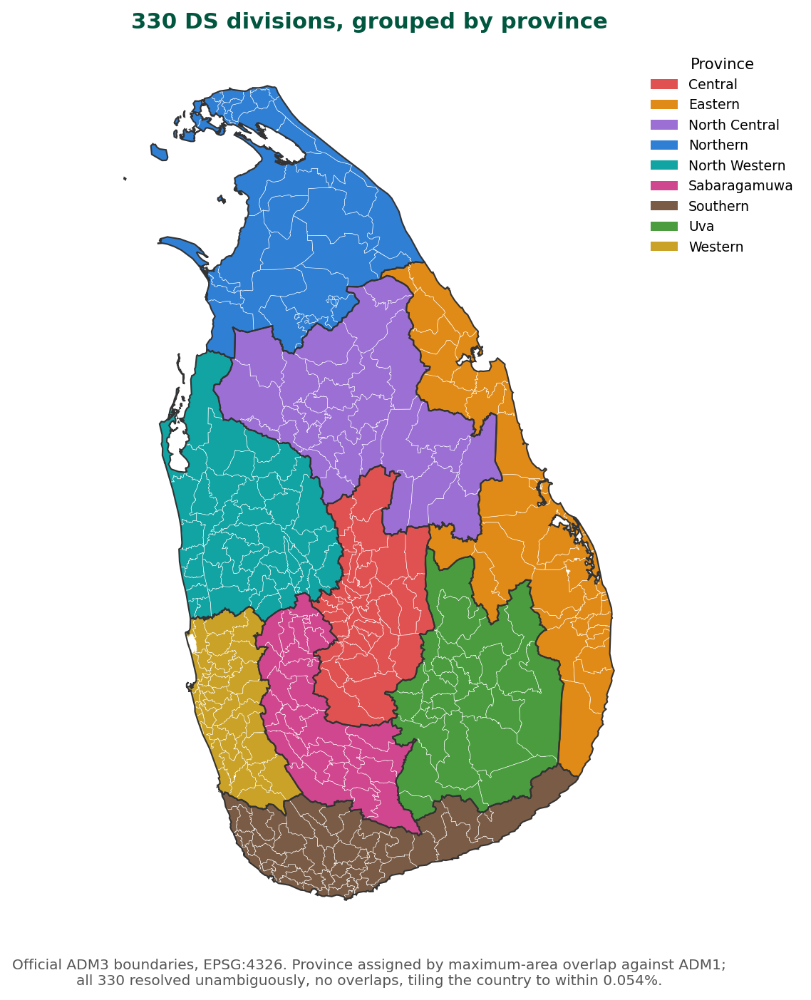 330 DS divisions, grouped by province
Province
Central
Eastern
North Central
Northern
North Western
Sabaragamuwa
Southern
Uva
Western
Official ADM3 boundaries, EPSG:4326. Province assigned by maximum-area overlap against ADM1;
all 330 resolved unambiguously, no overlaps, tiling the country to within 0.054%.